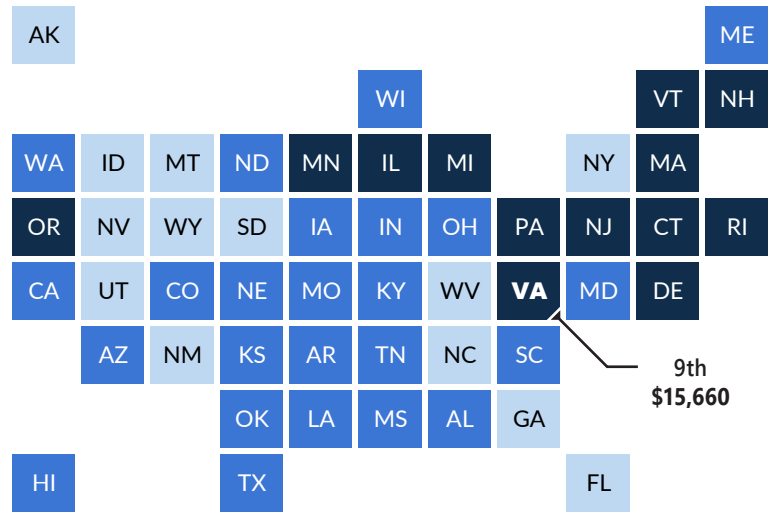 AK ME
WI VT NH
WA ID MT ND MN IL MI NY MA
OR NV WY SD IA IN OH PA NJ CT RI
CA UT CO NE MO KY WV VA MD DE
AZ NM KS AR TN NC SC
9th
$15,660
OK LA MS AL GA
HI TX FL